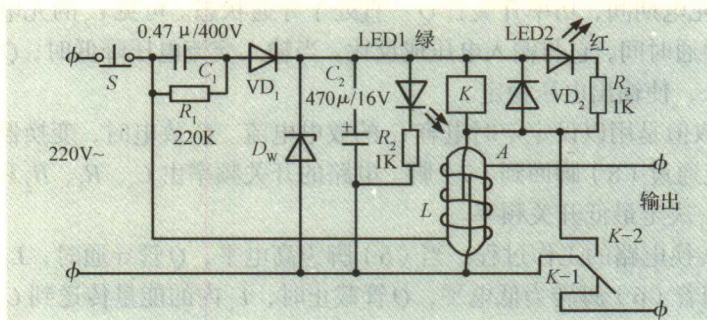 0.47 μ/400V
LED1 绿
LED2
红
S
C₁
VD₁
C₂
470μ/16V
K
VD₂
R₃
1K
R₁
220K
220V~
D_W
R₂
1K
A
L
输出
K-2
K-1